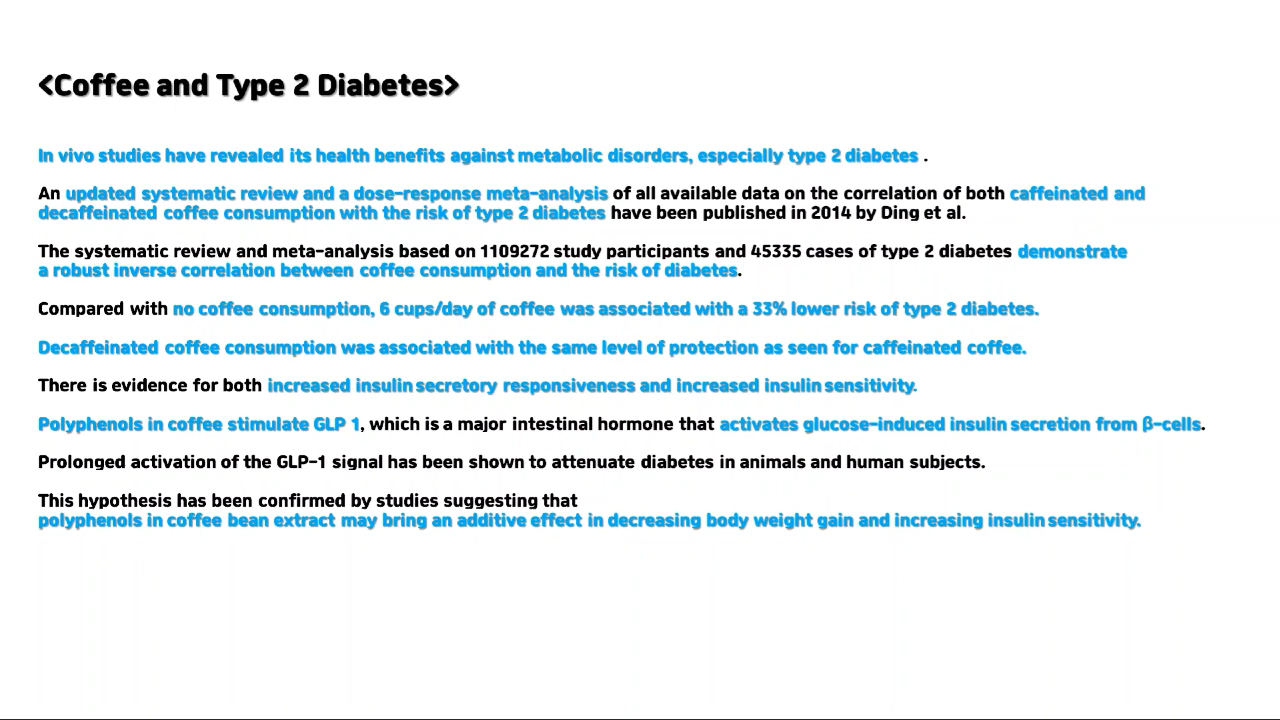 <Coffee and Type 2 Diabetes>
In vivo studies have revealed its health benefits against metabolic disorders, especially type 2 diabetes .
An updated systematic review and a dose-response meta-analysis of all available data on the correlation of both caffeinated and
decaffeinated coffee consumption with the risk of type 2 diabetes have been published in 2014 by Ding et al.
The systematic review and meta-analysis based on 1109272 study participants and 45335 cases of type 2 diabetes demonstrate
a robust inverse correlation between coffee consumption and the risk of diabetes.
Compared with no coffee consumption, 6 cups/day of coffee was associated with a 33% lower risk of type 2 diabetes.
Decaffeinated coffee consumption was associated with the same level of protection as seen for caffeinated coffee.
There is evidence for both increased insulin secretory responsiveness and increased insulin sensitivity.
Polyphenols in coffee stimulate GLP 1, which is a major intestinal hormone that activates glucose-induced insulin secretion from β-cells.
Prolonged activation of the GLP-1 signal has been shown to attenuate diabetes in animals and human subjects.
This hypothesis has been confirmed by studies suggesting that
polyphenols in coffee bean extract may bring an additive effect in decreasing body weight gain and increasing insulin sensitivity.